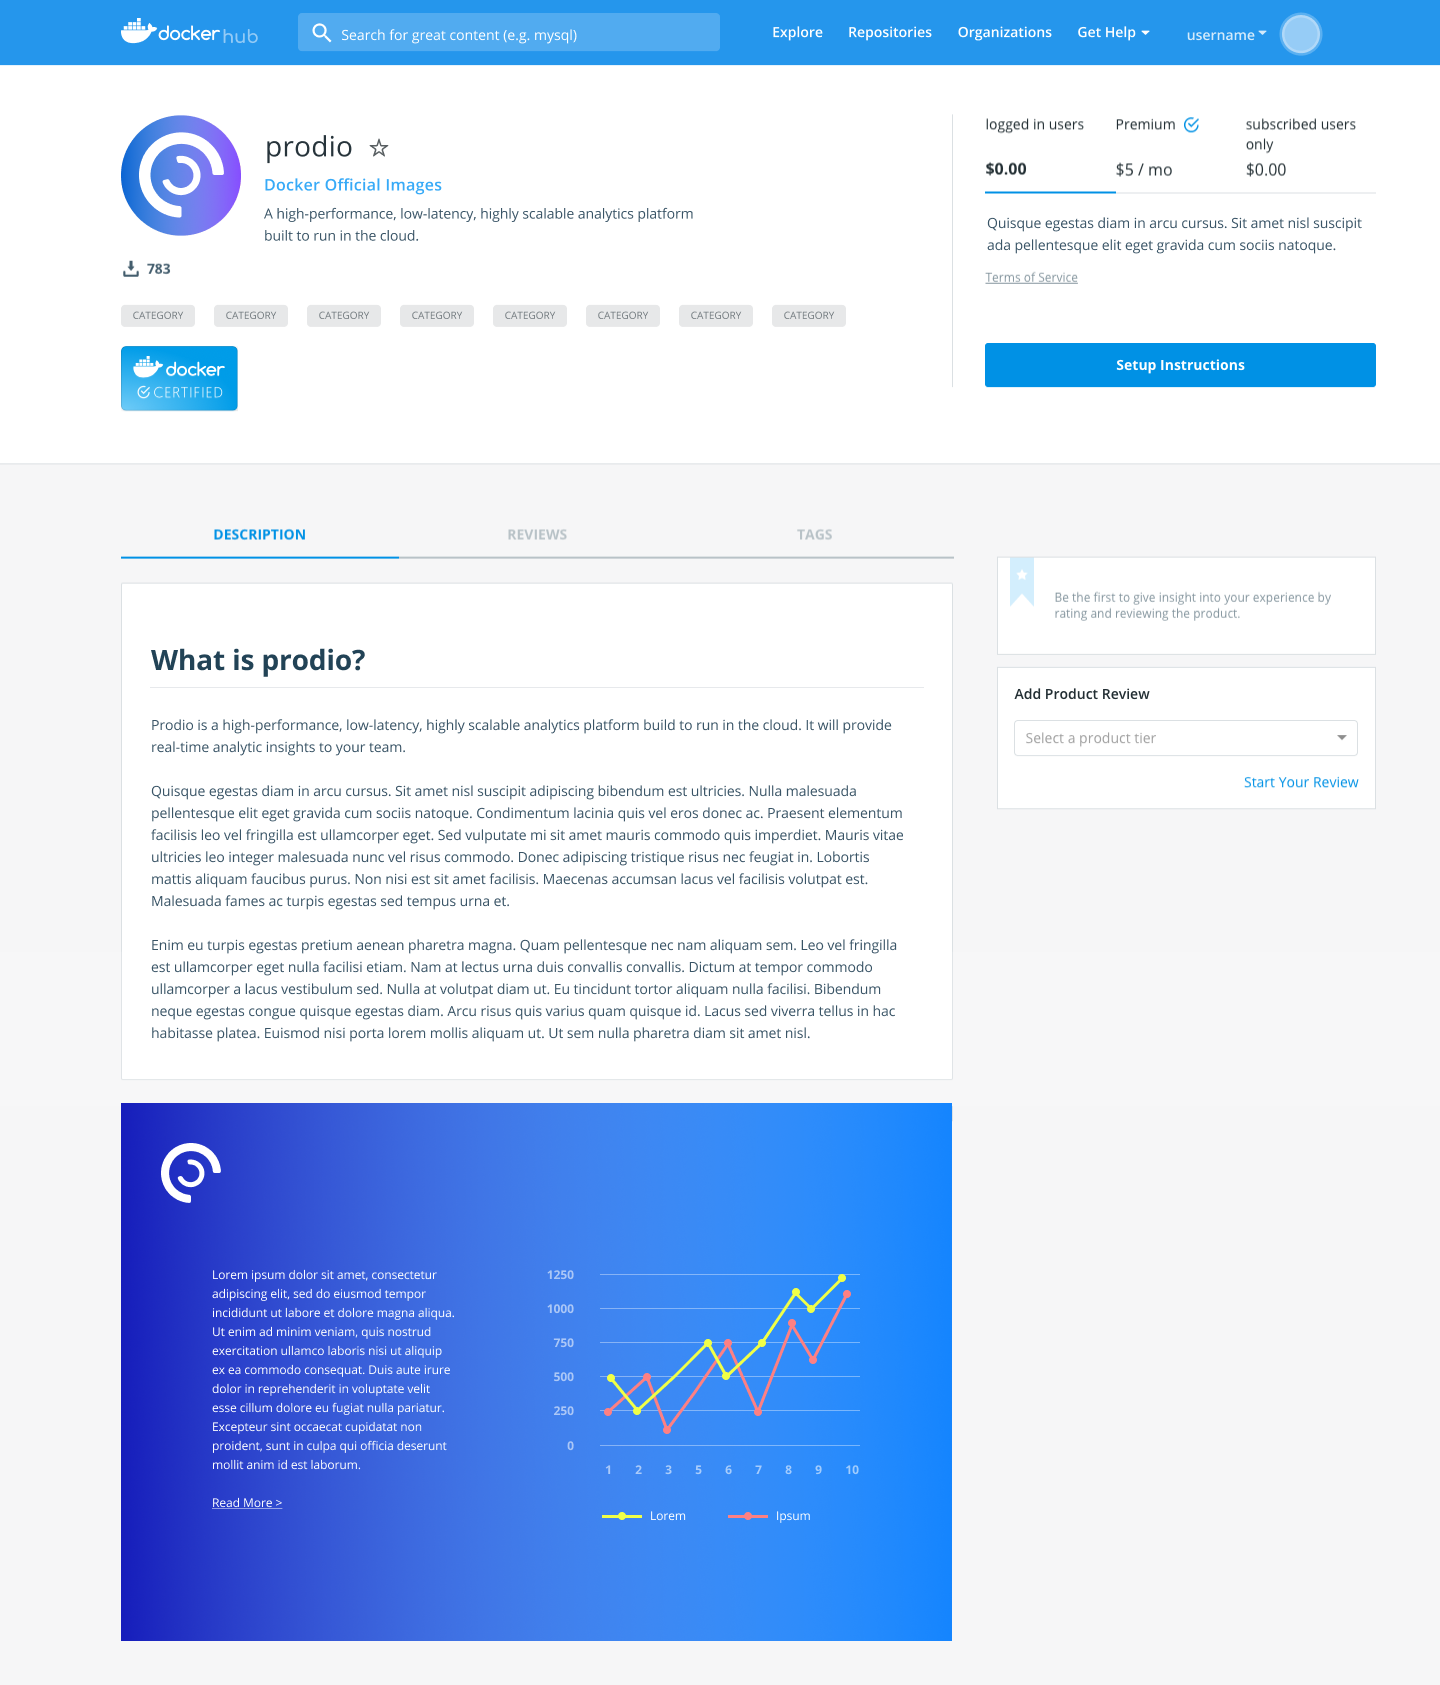 docker hub
Search for great content (e.g. mysql)
Explore
Repositories
Organizations
Get Help
username
prodio
Docker Official Images
A high-performance, low-latency, highly scalable analytics platform
built to run in the cloud.
783
CATEGORY CATEGORY CATEGORY CATEGORY CATEGORY CATEGORY CATEGORY CATEGORY
docker
CERTIFIED
logged in users
$0.00
Premium
$5 / mo
subscribed users
only
$0.00
Quisque egestas diam in arcu cursus. Sit amet nisl suscipit
ada pellentesque elit eget gravida cum sociis natoque.
Terms of Service
Setup Instructions
DESCRIPTION
REVIEWS
TAGS
What is prodio?
Prodio is a high-performance, low-latency, highly scalable analytics platform build to run in the cloud. It will provide
real-time analytic insights to your team.
Quisque egestas diam in arcu cursus. Sit amet nisl suscipit adipiscing bibendum est ultricies. Nulla malesuada
pellentesque elit eget gravida cum sociis natoque. Condimentum lacinia quis vel eros donec ac. Praesent elementum
facilisis leo vel fringilla est ullamcorper eget. Sed vulputate mi sit amet mauris commodo quis imperdiet. Mauris vitae
ultricies leo integer malesuada nunc vel risus commodo. Donec adipiscing tristique risus nec feugiat in. Lobortis
mattis aliquam faucibus purus. Non nisi est sit amet facilisis. Maecenas accumsan lacus vel facilisis volutpat est.
Malesuada fames ac turpis egestas sed tempus urna et.
Enim eu turpis egestas pretium aenean pharetra magna. Quam pellentesque nec nam aliquam sem. Leo vel fringilla
est ullamcorper eget nulla facilisi etiam. Nam at lectus urna duis convallis convallis. Dictum at tempor commodo
ullamcorper a lacus vestibulum sed. Nulla at volutpat diam ut. Eu tincidunt tortor aliquam nulla facilisi. Bibendum
neque egestas congue quisque egestas diam. Arcu risus quis varius quam quisque id. Lacus sed viverra tellus in hac
habitasse platea. Euismod nisi porta lorem mollis aliquam ut. Ut sem nulla pharetra diam sit amet nisl.
Be the first to give insight into your experience by
rating and reviewing the product.
Add Product Review
Select a product tier
Start Your Review
Lorem ipsum dolor sit amet, consectetur
adipiscing elit, sed do eiusmod tempor
incididunt ut labore et dolore magna aliqua.
Ut enim ad minim veniam, quis nostrud
exercitation ullamco laboris nisi ut aliquip
ex ea commodo consequat. Duis aute irure
dolor in reprehenderit in voluptate velit
esse cillum dolore eu fugiat nulla pariatur.
Excepteur sint occaecat cupidatat non
proident, sunt in culpa qui officia deserunt
mollit anim id est laborum.
Read More >
1250
1000
750
500
250
0
1 2 3 5 6 7 8 9 10
Lorem
Ipsum